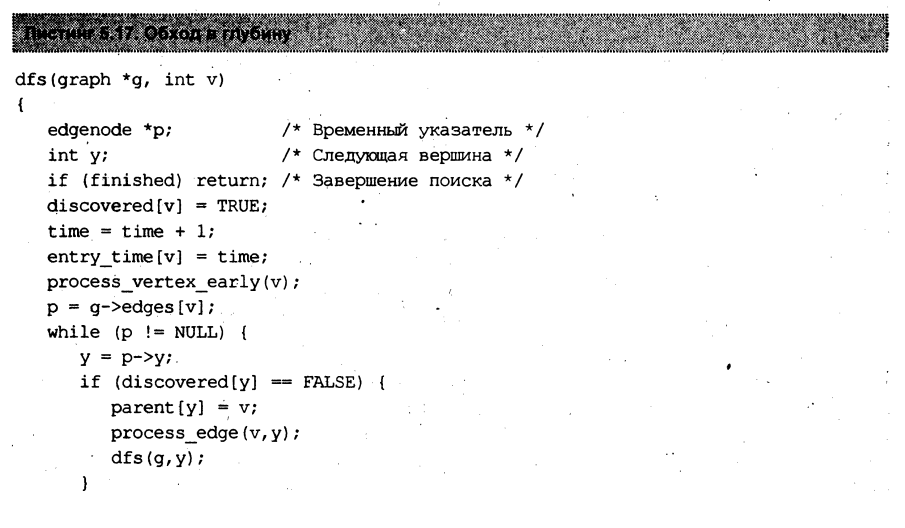 Листинг 5.17. Обход в глубину
dfs(graph *g, int v)
{
edgenode *p; /* Временный указатель */
int y; /* Следующая вершина */
if (finished) return; /* Завершение поиска */
discovered[v] = TRUE;
time = time + 1;
entry_time[v] = time;
process_vertex_early(v);
p = g->edges[v];
while (p != NULL) {
y = p->y;
if (discovered[y] == FALSE) {
parent[y] = v;
process_edge(v,y);
dfs(g,y);
}